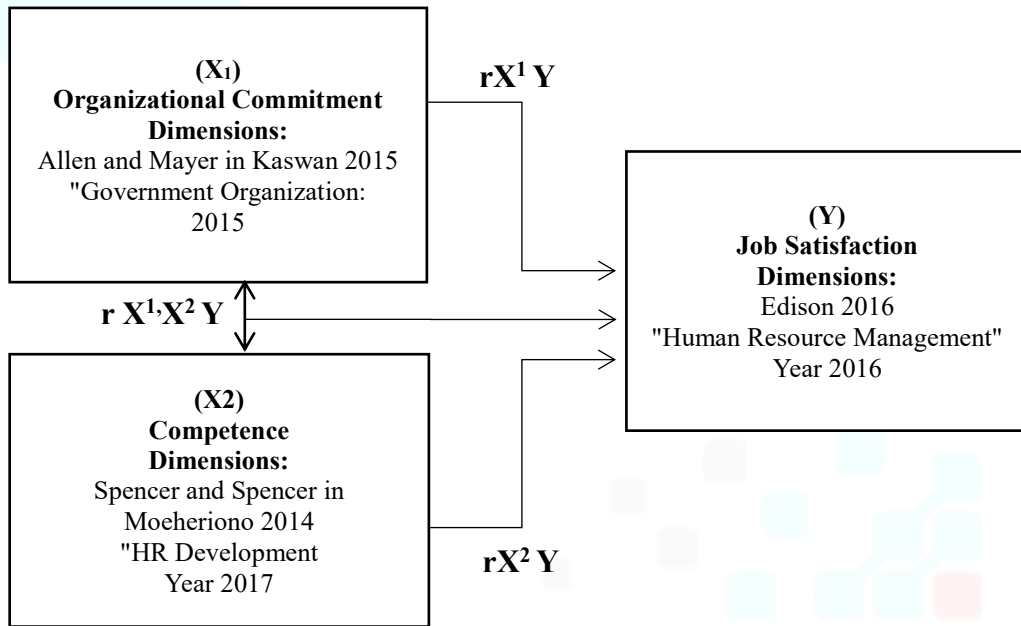 (X₁)
Organizational Commitment
Dimensions:
Allen and Mayer in Kaswan 2015
"Government Organization:
2015
rX¹ Y
(Y)
Job Satisfaction
Dimensions:
Edison 2016
"Human Resource Management"
Year 2016
r X¹,X² Y
(X2)
Competence
Dimensions:
Spencer and Spencer in
Moeheriono 2014
"HR Development
Year 2017
rX² Y